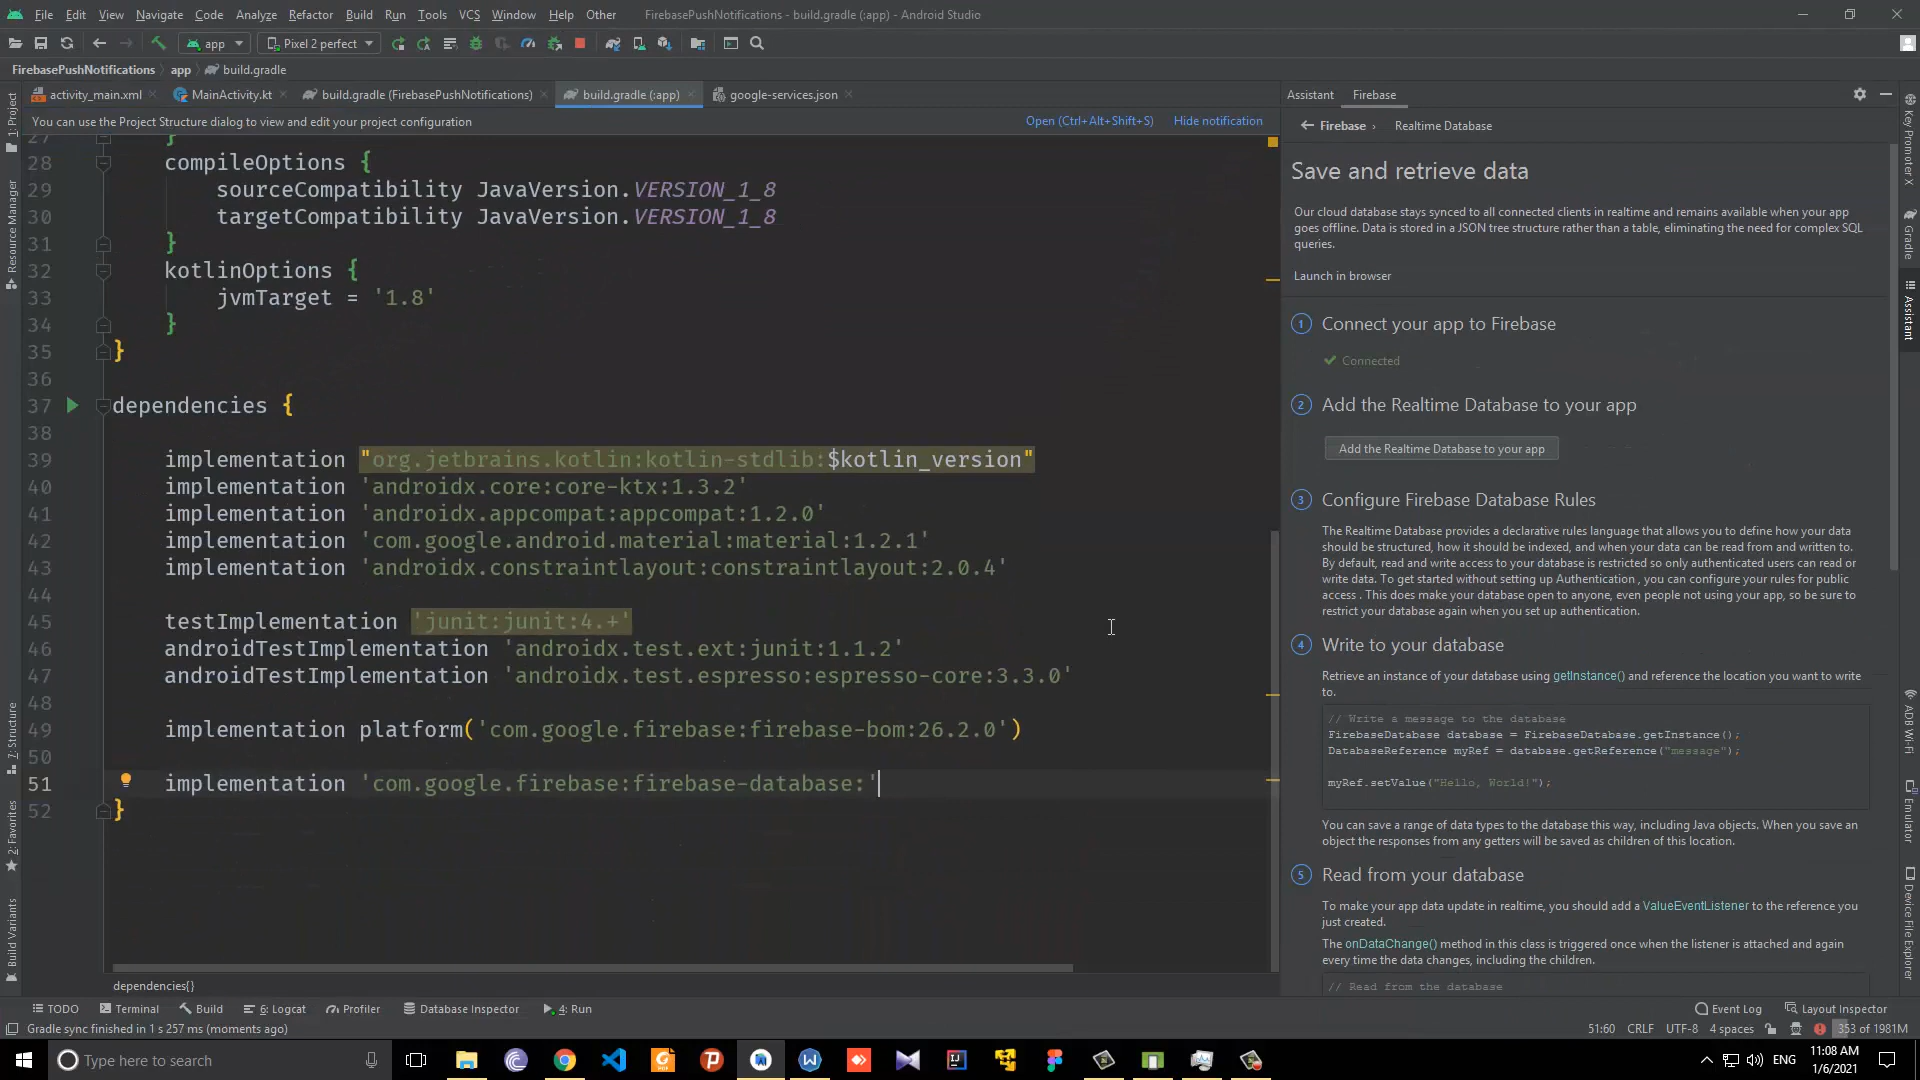 File Edit View Navigate Code Analyze Refactor Build Run Tools VCS Window Help Other FirebasePushNotifications - build.gradle (:app) - Android Studio
app Pixel 2 perfect
FirebasePushNotifications › app › build.gradle
activity_main.xml MainActivity.kt build.gradle (FirebasePushNotifications) build.gradle (:app) google-services.json
You can use the Project Structure dialog to view and edit your project configuration Open (Ctrl+Alt+Shift+S) Hide notification
27 }
28 compileOptions {
29 sourceCompatibility JavaVersion.VERSION_1_8
30 targetCompatibility JavaVersion.VERSION_1_8
31 }
32 kotlinOptions {
33 jvmTarget = '1.8'
34 }
35 }
36
37 dependencies {
38
39 implementation "org.jetbrains.kotlin:kotlin-stdlib:$kotlin_version"
40 implementation 'androidx.core:core-ktx:1.3.2'
41 implementation 'androidx.appcompat:appcompat:1.2.0'
42 implementation 'com.google.android.material:material:1.2.1'
43 implementation 'androidx.constraintlayout:constraintlayout:2.0.4'
44
45 testImplementation 'junit:junit:4.+'
46 androidTestImplementation 'androidx.test.ext:junit:1.1.2'
47 androidTestImplementation 'androidx.test.espresso:espresso-core:3.3.0'
48
49 implementation platform('com.google.firebase:firebase-bom:26.2.0')
50
51 implementation 'com.google.firebase:firebase-database:'
52 }
dependencies{}
1: Project
Resource Manager
7: Structure
2: Favorites
Build Variants
Assistant Firebase
← Firebase › Realtime Database
Save and retrieve data
Our cloud database stays synced to all connected clients in realtime and remains available when your app
goes offline. Data is stored in a JSON tree structure rather than a table, eliminating the need for complex SQL
queries.
Launch in browser
1 Connect your app to Firebase
✓ Connected
2 Add the Realtime Database to your app
Add the Realtime Database to your app
3 Configure Firebase Database Rules
The Realtime Database provides a declarative rules language that allows you to define how your data
should be structured, how it should be indexed, and when your data can be read from and written to.
By default, read and write access to your database is restricted so only authenticated users can read or
write data. To get started without setting up Authentication , you can configure your rules for public
access . This does make your database open to anyone, even people not using your app, so be sure to
restrict your database again when you set up authentication.
4 Write to your database
Retrieve an instance of your database using getInstance() and reference the location you want to write
to.
// Write a message to the database
FirebaseDatabase database = FirebaseDatabase.getInstance();
DatabaseReference myRef = database.getReference("message");
myRef.setValue("Hello, World!");
You can save a range of data types to the database this way, including Java objects. When you save an
object the responses from any getters will be saved as children of this location.
5 Read from your database
To make your app data update in realtime, you should add a ValueEventListener to the reference you
just created.
The onDataChange() method in this class is triggered once when the listener is attached and again
every time the data changes, including the children.
// Read from the database
Key Promoter X
Gradle
Assistant
ADB Wi-Fi
Emulator
Device File Explorer
TODO Terminal Build 6: Logcat Profiler Database Inspector 4: Run Event Log Layout Inspector
Gradle sync finished in 1 s 257 ms (moments ago) 51:60 CRLF UTF-8 4 spaces 353 of 1981M
Type here to search ENG 11:08 AM
1/6/2021